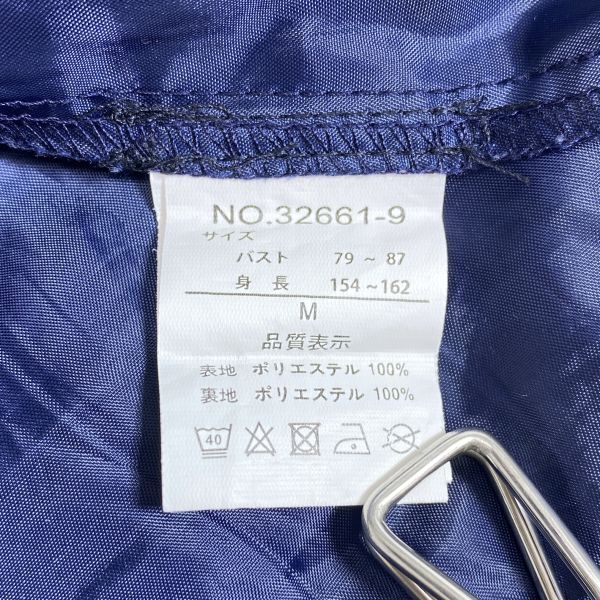 NO.32661-9
サイズ
バスト 79 ~ 87
身 長 154 ~ 162
M
品質表示
表地 ポリエステル 100%
裏地 ポリエステル 100%
40